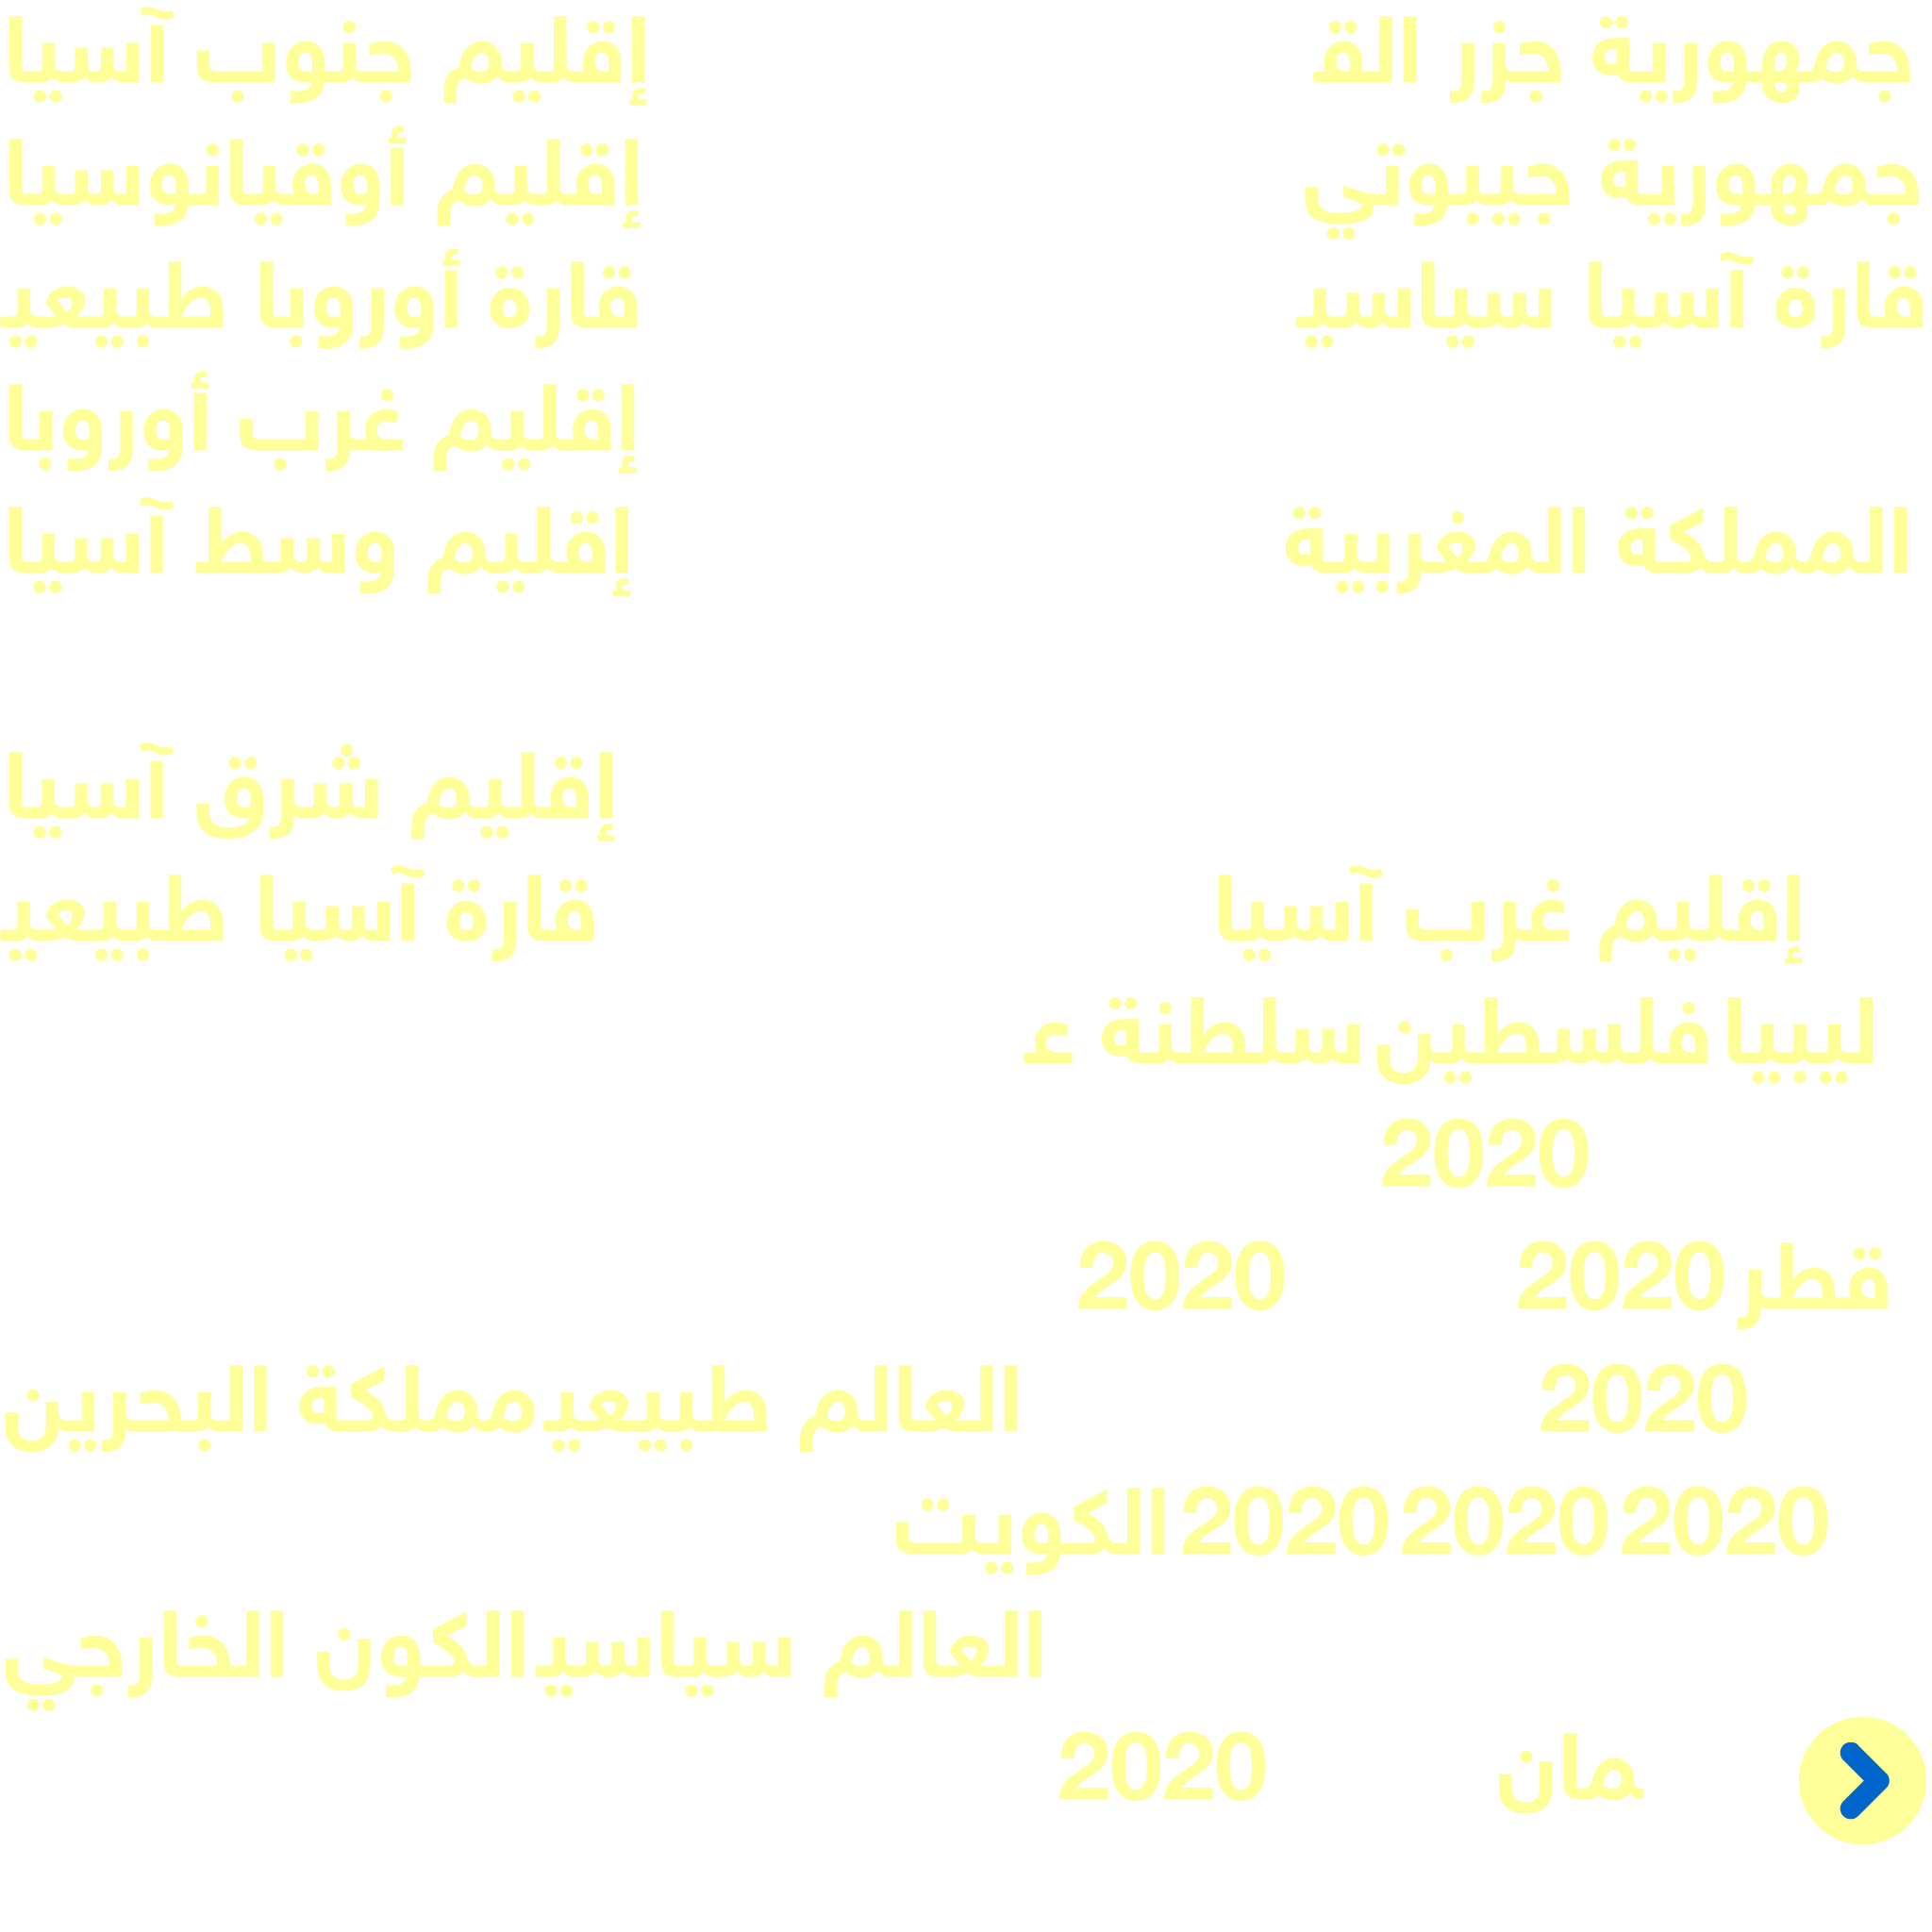 جمهورية جزر الق إقليم جنوب آسيا
جمهورية جيبوتي إقليم أوقيانوسيا
قارة آسيا سياسي قارة أوروبا طبيعي
إقليم غرب أوروبا
المملكة المغربية إقليم وسط آسيا
إقليم شرق آسيا
إقليم غرب آسيا قارة آسيا طبيعي
ليبيا فلسطين سلطنة ع
2020
قطر 2020 2020
2020 العالم طبيعي مملكة البحرين
2020 2020 2020 الكويت
العالم سياسي الكون الخارجي
مان 2020